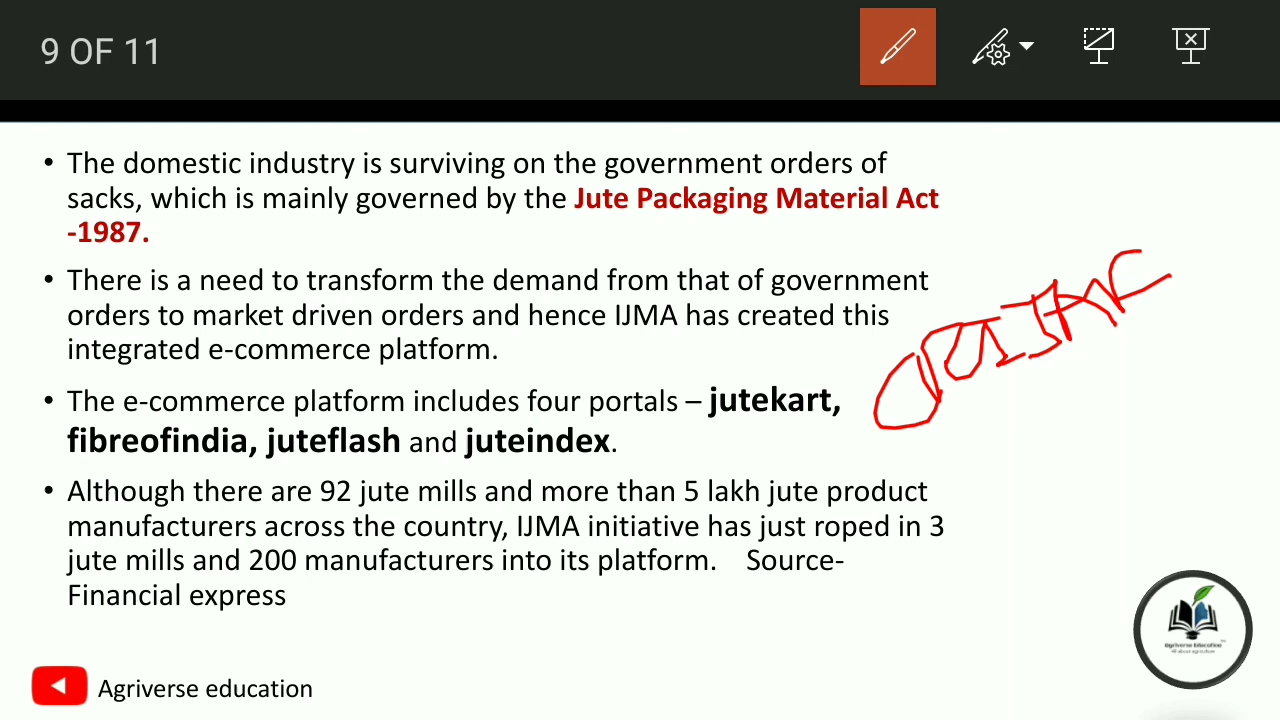 9 OF 11
• The domestic industry is surviving on the government orders of
sacks, which is mainly governed by the Jute Packaging Material Act
-1987.
• There is a need to transform the demand from that of government
orders to market driven orders and hence IJMA has created this
integrated e-commerce platform.
• The e-commerce platform includes four portals – jutekart,
fibreofindia, juteflash and juteindex.
• Although there are 92 jute mills and more than 5 lakh jute product
manufacturers across the country, IJMA initiative has just roped in 3
jute mills and 200 manufacturers into its platform. Source-
Financial express
Agriverse Education
Agriverse education